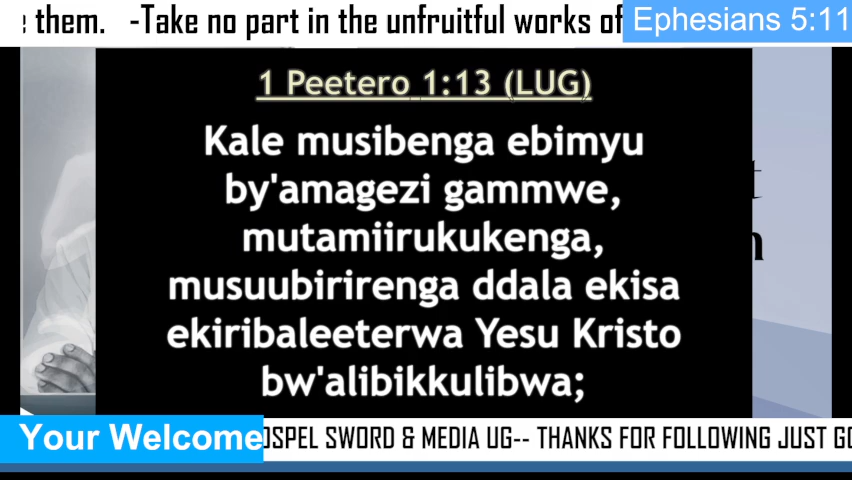 them. -Take no part in the unfruitful works of
Ephesians 5:11
1 Peetero 1:13 (LUG)
Kale musibenga ebimyu
by'amagezi gammwe,
mutamiirukukenga,
musuubirirenga ddala ekisa
ekiribaleeterwa Yesu Kristo
bw'alibikkulibwa;
Your Welcome
OSPEL SWORD & MEDIA UG-- THANKS FOR FOLLOWING JUST GO